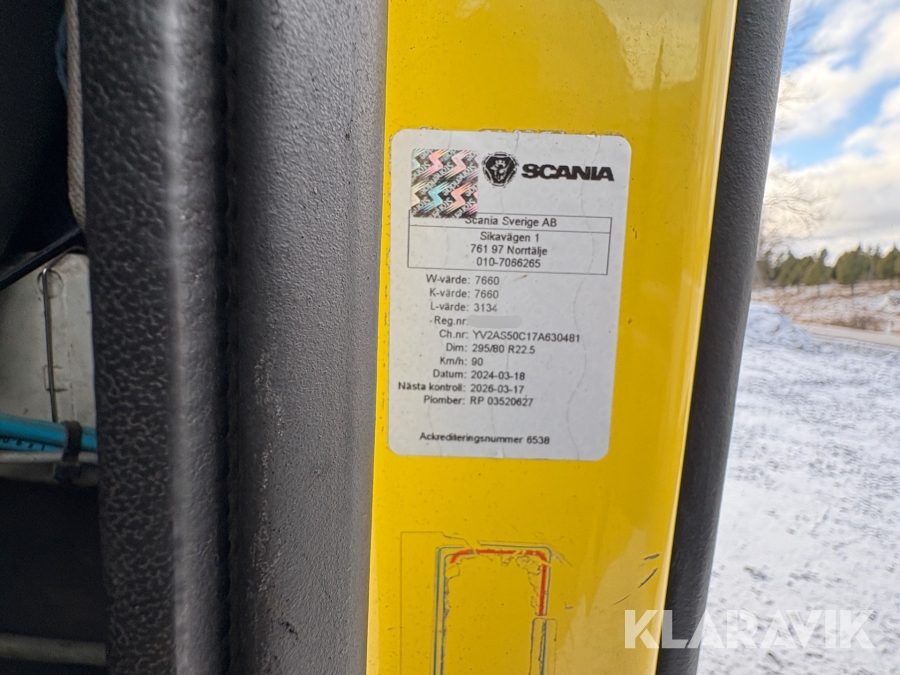 SCANIA
Scania Sverige AB
Sikavägen 1
761 97 Norrtälje
010-7066265
W-värde: 7660
K-värde: 7660
L-värde: 3134
Reg.nr:
Ch.nr: YV2AS50C17A630481
Dim: 295/80 R22.5
Km/h: 90
Datum: 2024-03-18
Nästa kontroll: 2026-03-17
Plomber: RP 03520627
Ackrediteringsnummer 6538
KLARAVIK